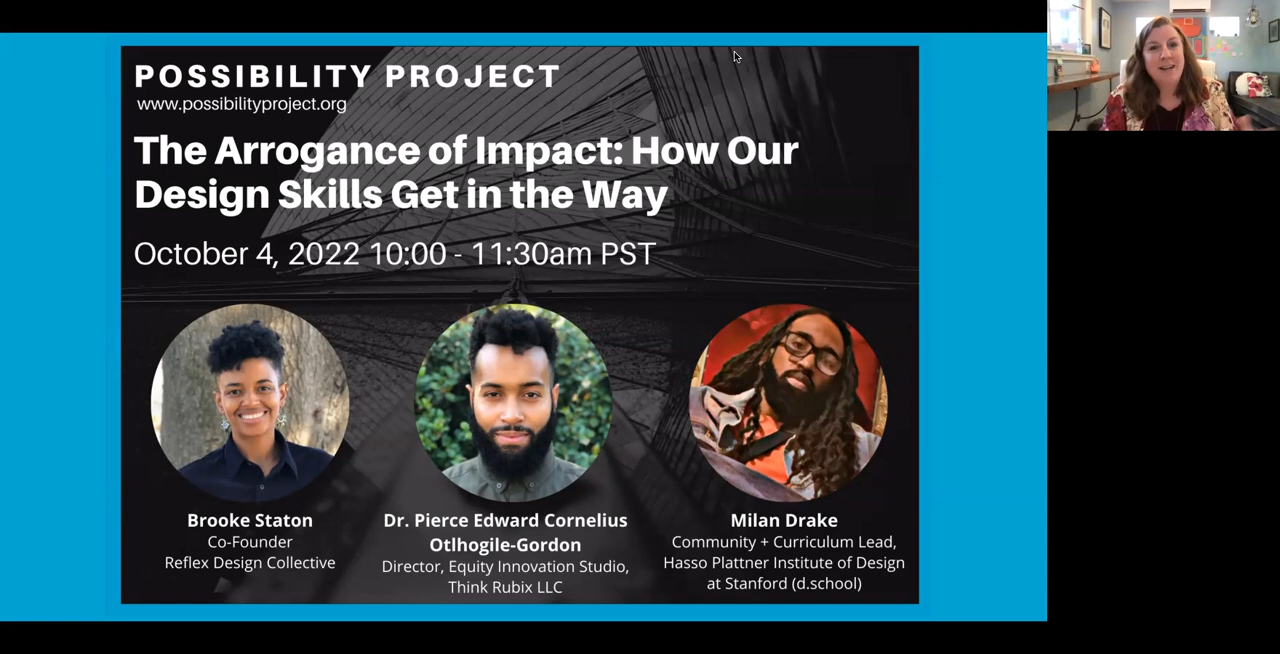 POSSIBILITY PROJECT
www.possibilityproject.org
The Arrogance of Impact: How Our
Design Skills Get in the Way
October 4, 2022 10:00 - 11:30am PST
Brooke Staton
Co-Founder
Reflex Design Collective
Dr. Pierce Edward Cornelius
Otlhogile-Gordon
Director, Equity Innovation Studio,
Think Rubix LLC
Milan Drake
Community + Curriculum Lead,
Hasso Plattner Institute of Design
at Stanford (d.school)